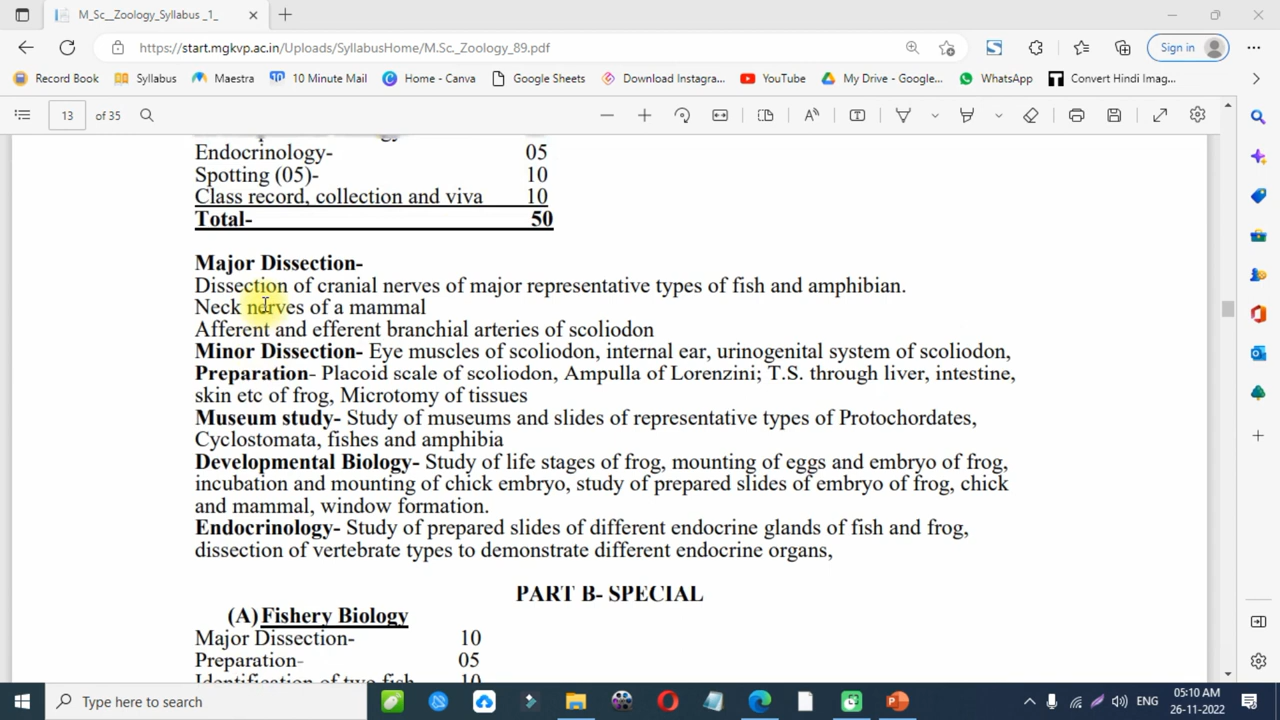 M_Sc__Zoology_Syllabus _1_
https://start.mgkvp.ac.in/Uploads/SyllabusHome/M.Sc._Zoology_89.pdf
Sign in
Record Book
Syllabus
Maestra
10 Minute Mail
Home - Canva
Google Sheets
Download Instagra...
YouTube
My Drive - Google...
WhatsApp
Convert Hindi Imag...
13 of 35
Endocrinology- 05
Spotting (05)- 10
Class record, collection and viva 10
Total- 50
Major Dissection-
Dissection of cranial nerves of major representative types of fish and amphibian.
Neck nerves of a mammal
Afferent and efferent branchial arteries of scoliodon
Minor Dissection- Eye muscles of scoliodon, internal ear, urinogenital system of scoliodon,
Preparation- Placoid scale of scoliodon, Ampulla of Lorenzini; T.S. through liver, intestine,
skin etc of frog, Microtomy of tissues
Museum study- Study of museums and slides of representative types of Protochordates,
Cyclostomata, fishes and amphibia
Developmental Biology- Study of life stages of frog, mounting of eggs and embryo of frog,
incubation and mounting of chick embryo, study of prepared slides of embryo of frog, chick
and mammal, window formation.
Endocrinology- Study of prepared slides of different endocrine glands of fish and frog,
dissection of vertebrate types to demonstrate different endocrine organs,
PART B- SPECIAL
(A) Fishery Biology
Major Dissection- 10
Preparation- 05
Identification of two fish 10
Type here to search
ENG
05:10 AM
26-11-2022